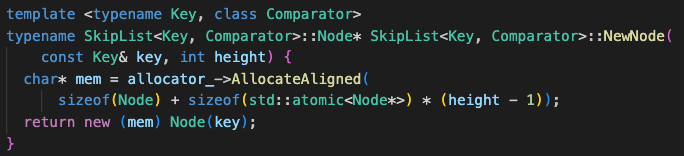 template <typename Key, class Comparator>
typename SkipList<Key, Comparator>::Node* SkipList<Key, Comparator>::NewNode(
    const Key& key, int height) {
  char* mem = allocator_->AllocateAligned(
      sizeof(Node) + sizeof(std::atomic<Node*>) * (height - 1));
  return new (mem) Node(key);
}